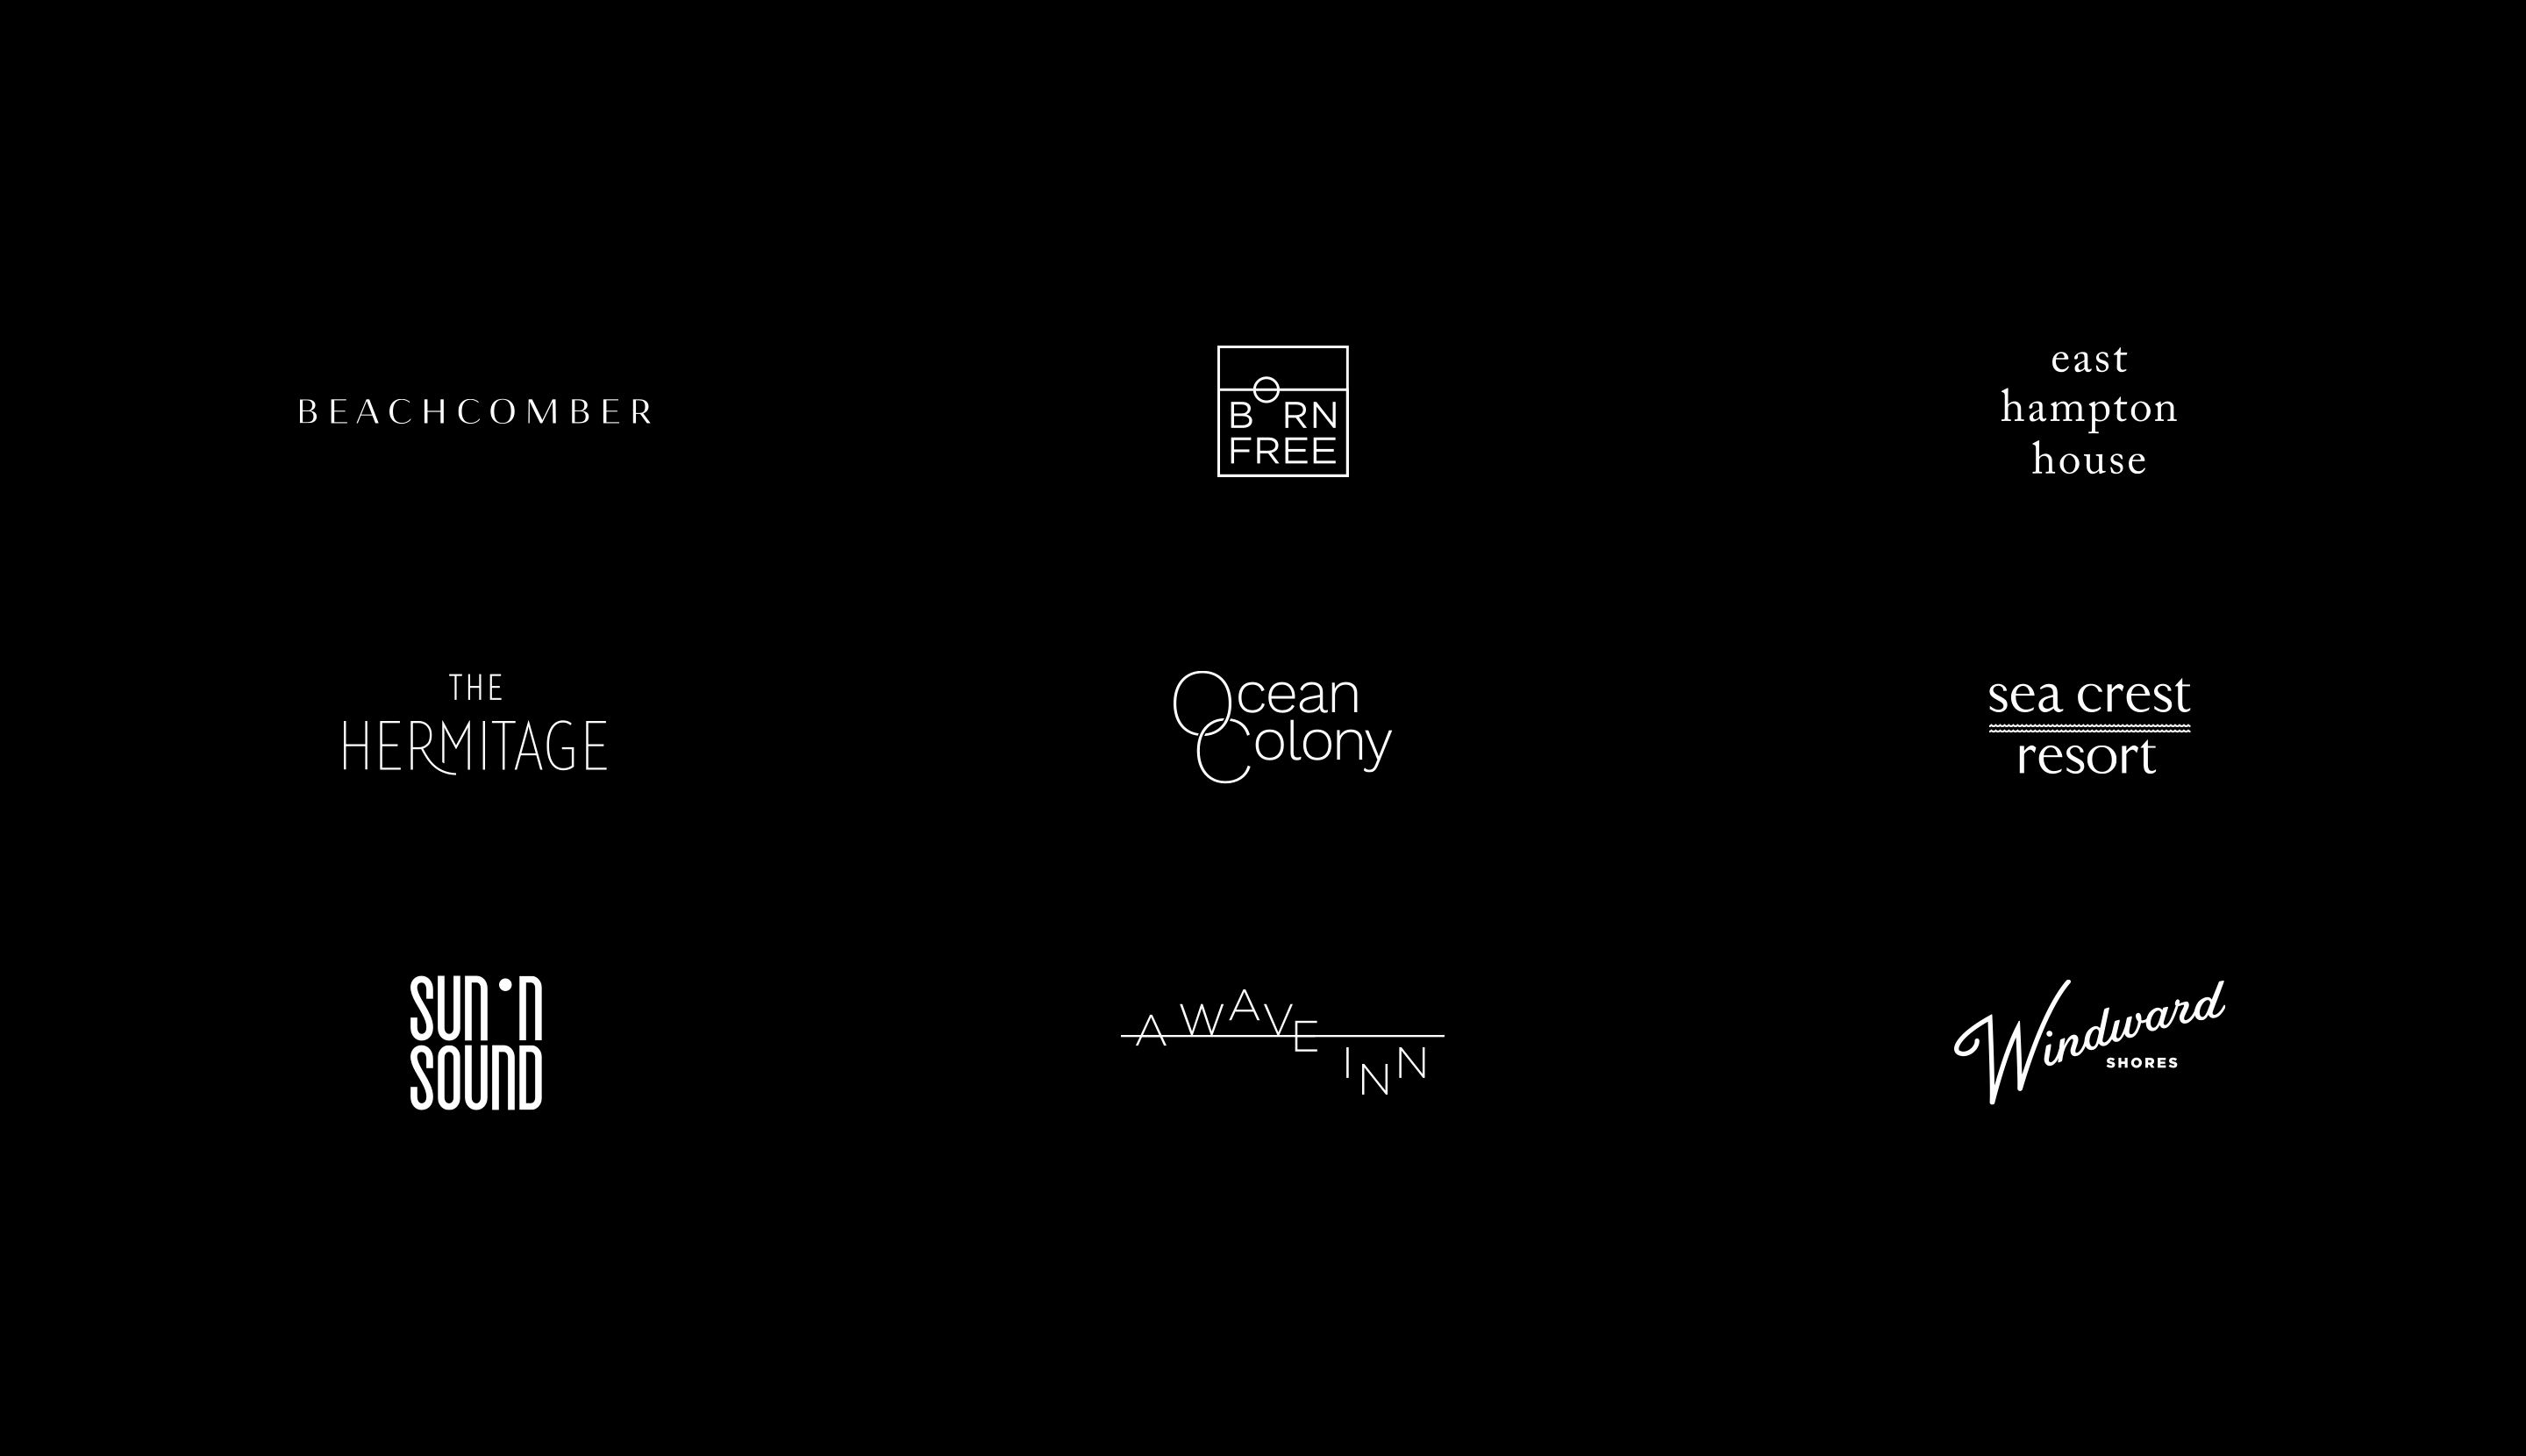 BEACHCOMBER
BORN
FREE
east
hampton
house
THE
HERMITAGE
Ocean
Colony
sea crest
resort
SUN N
SOUND
A WAVE INN
Windward
SHORES